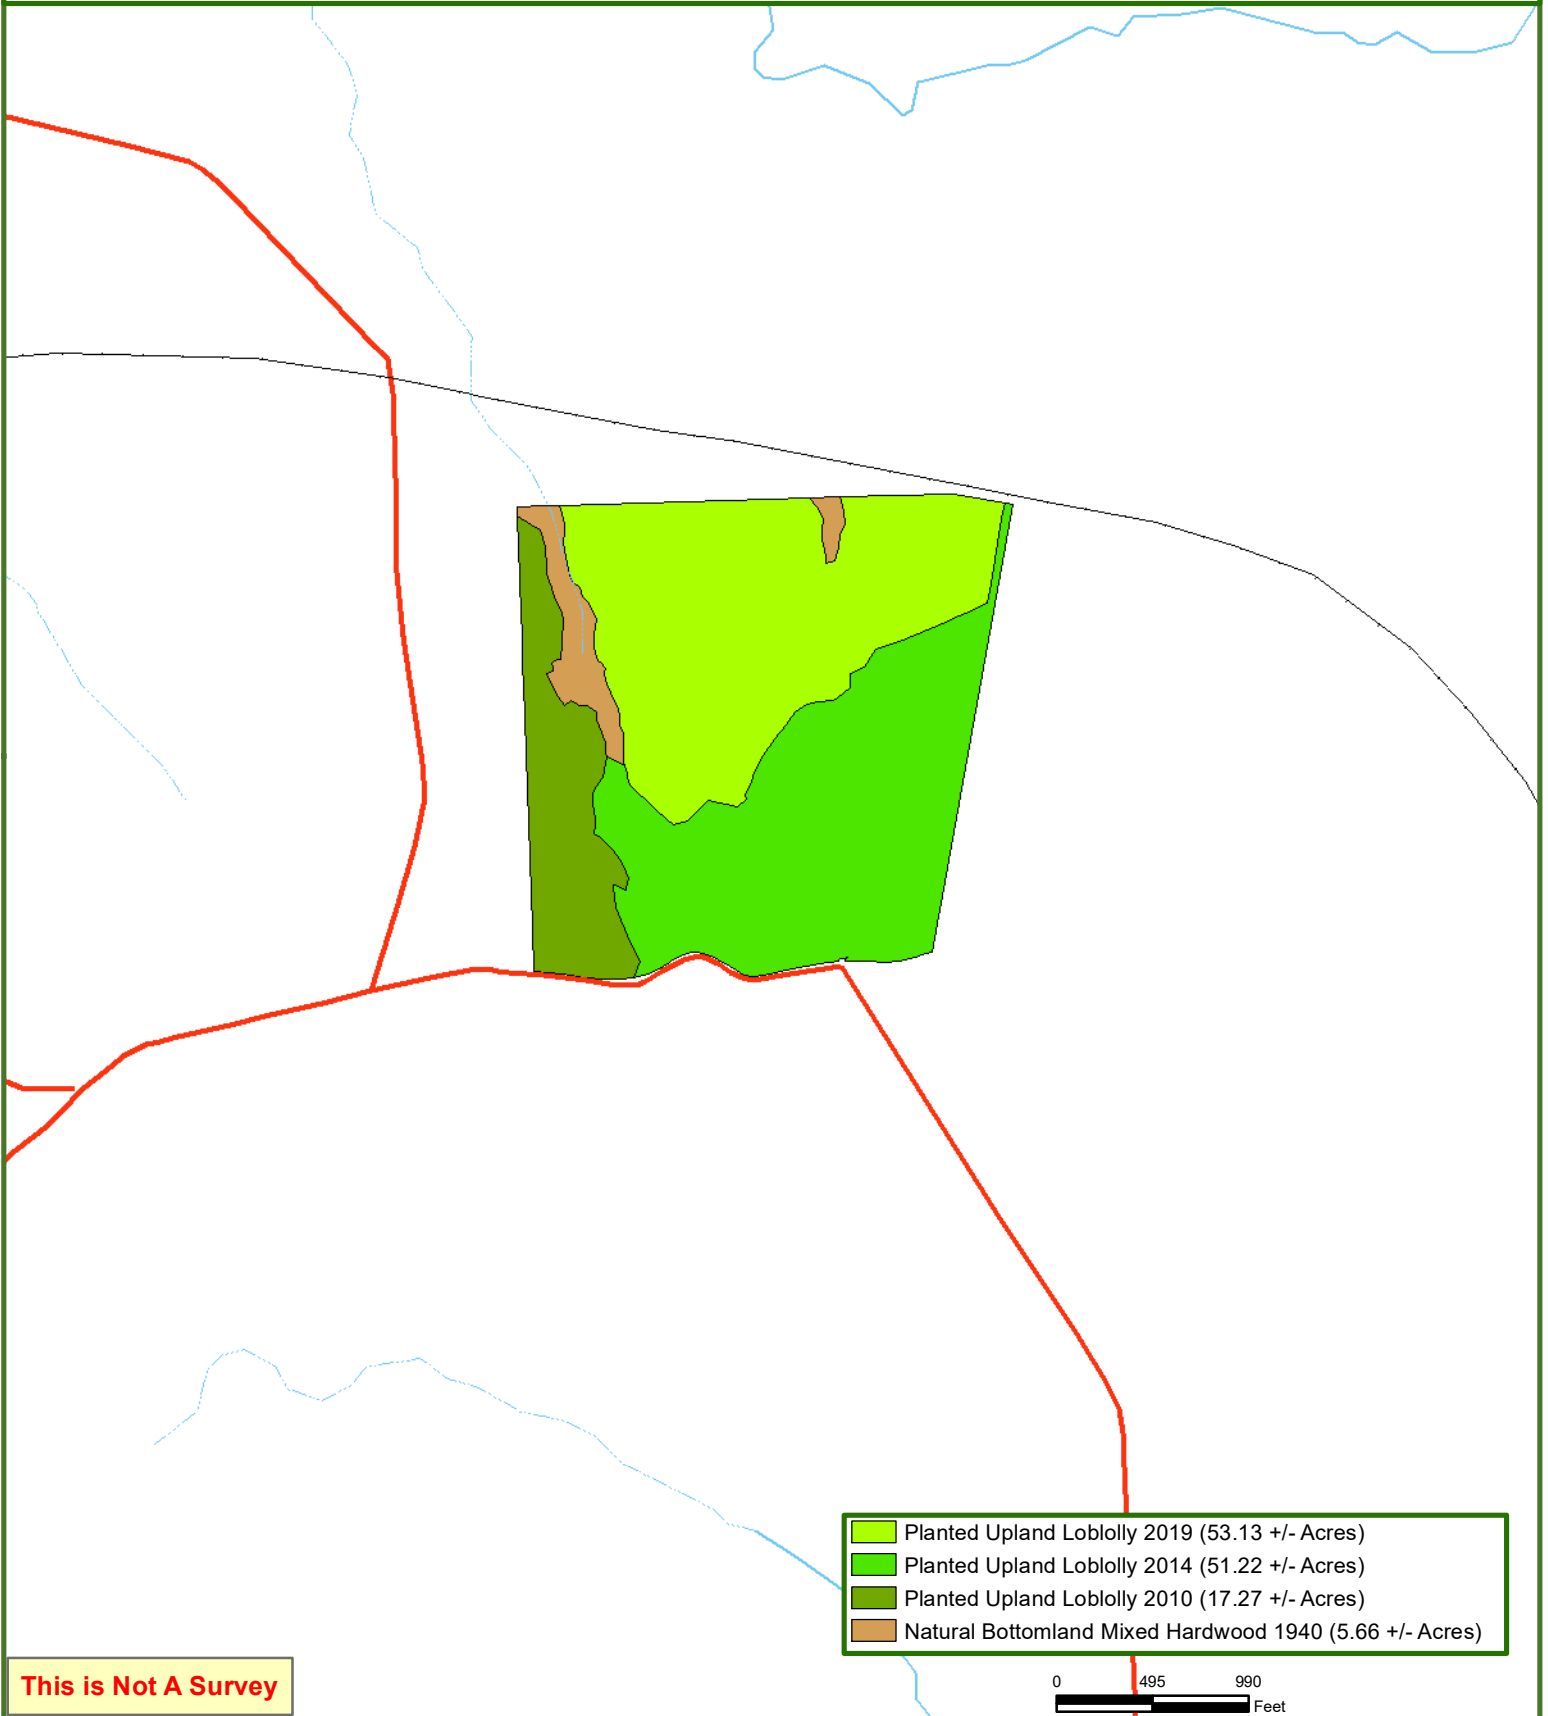 Planted Upland Loblolly 2019 (53.13 +/- Acres)
Planted Upland Loblolly 2014 (51.22 +/- Acres)
Planted Upland Loblolly 2010 (17.27 +/- Acres)
Natural Bottomland Mixed Hardwood 1940 (5.66 +/- Acres)
This is Not A Survey
0 495 990
Feet